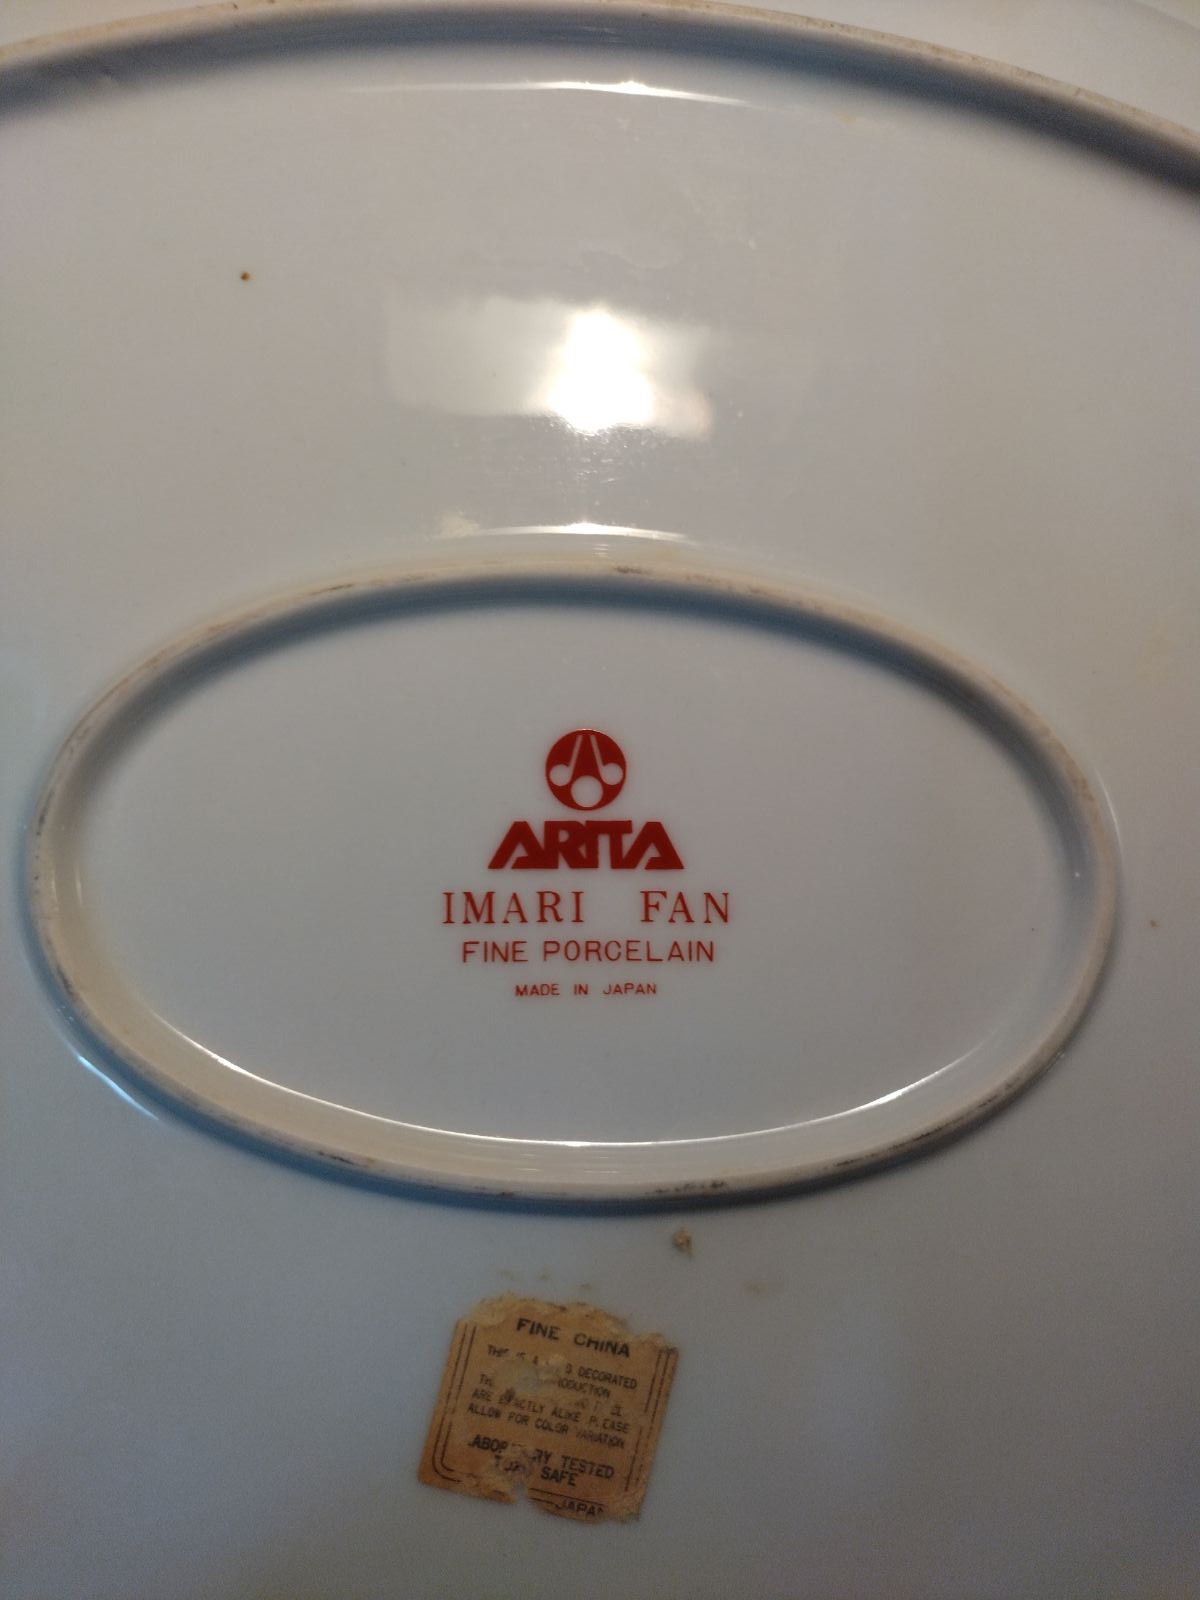 ARITA
IMARI FAN
FINE PORCELAIN
MADE IN JAPAN
FINE CHINA
DECORATED
ARE ALIKE PLEASE
ALLOW FOR COLOR VARIATION
TESTED
SAFE
JAPAN